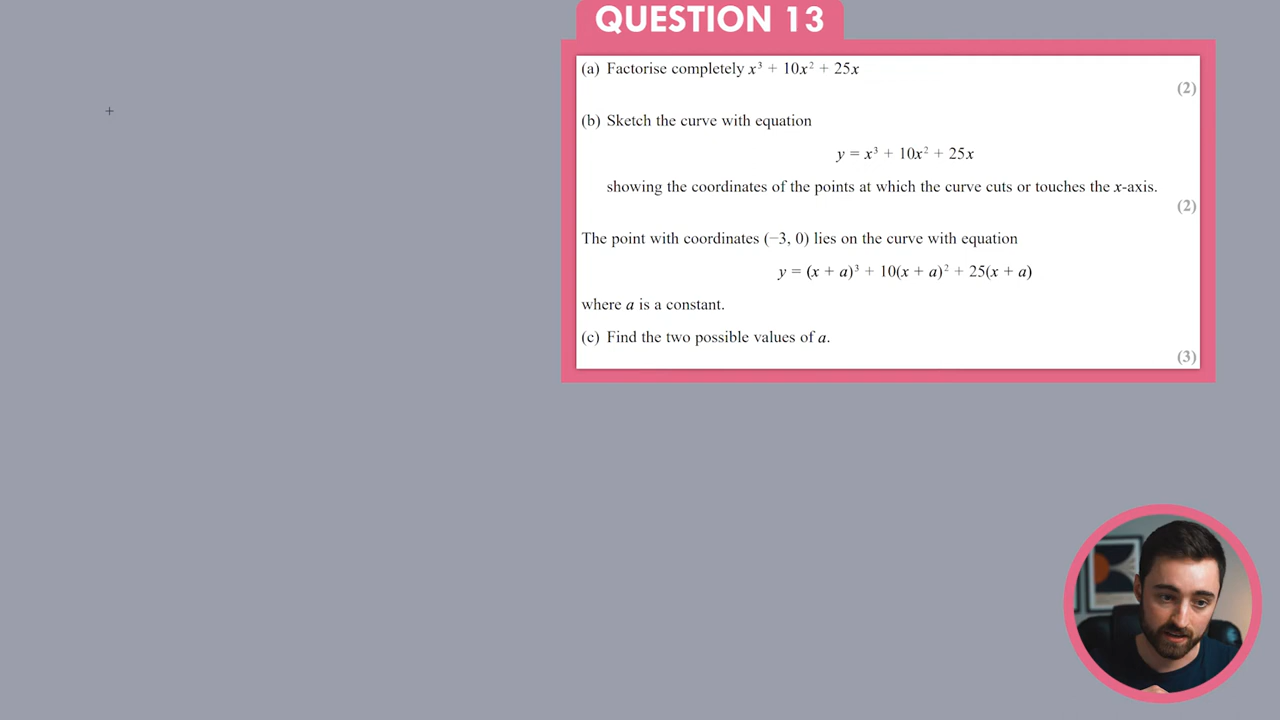 QUESTION 13
(a) Factorise completely x³ + 10x² + 25x
(2)
(b) Sketch the curve with equation
y = x³ + 10x² + 25x
showing the coordinates of the points at which the curve cuts or touches the x-axis.
(2)
The point with coordinates (−3, 0) lies on the curve with equation
y = (x + a)³ + 10(x + a)² + 25(x + a)
where a is a constant.
(c) Find the two possible values of a.
(3)